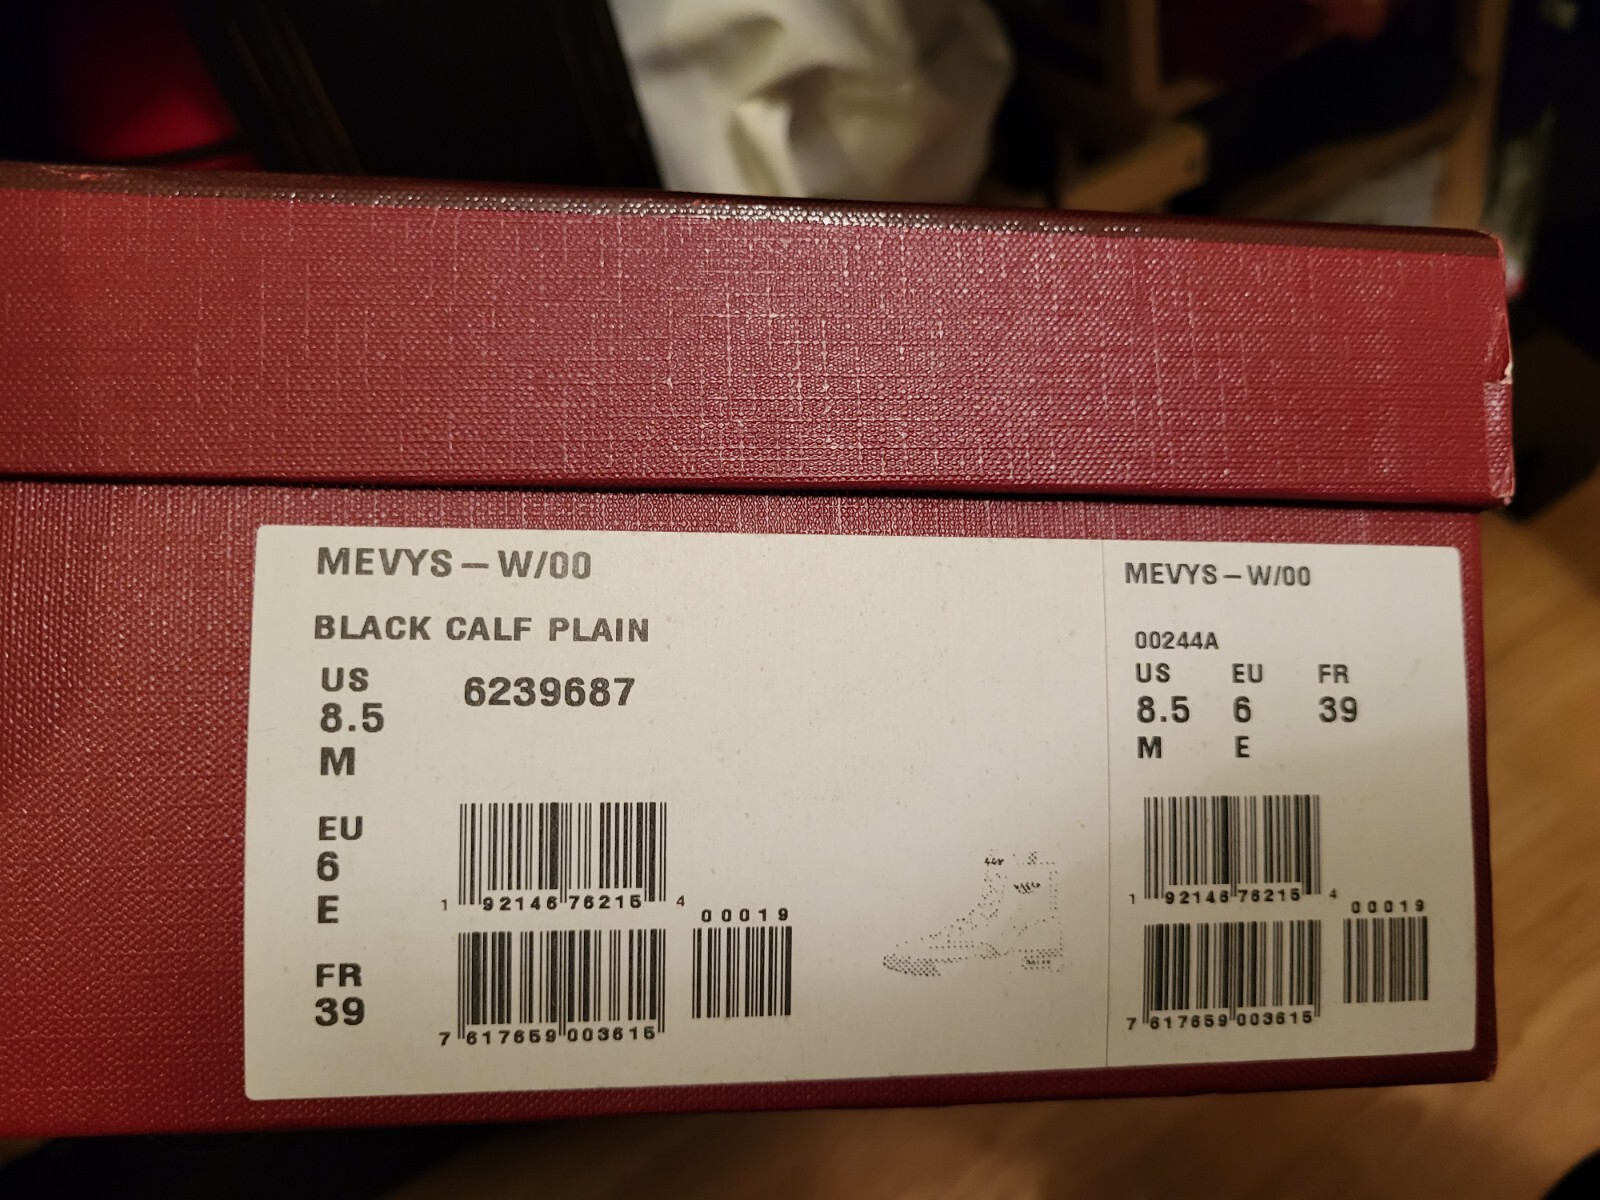 MEVYS – W/00
BLACK CALF PLAIN
US
8.5
M
6239687
EU
6
E
FR
39
1 92146 76215 4
00019
7 617659 003615
MEVYS – W/00
00244A
US EU FR
8.5 6 39
M E
1 92146 76215 4
00019
7 617659 003615